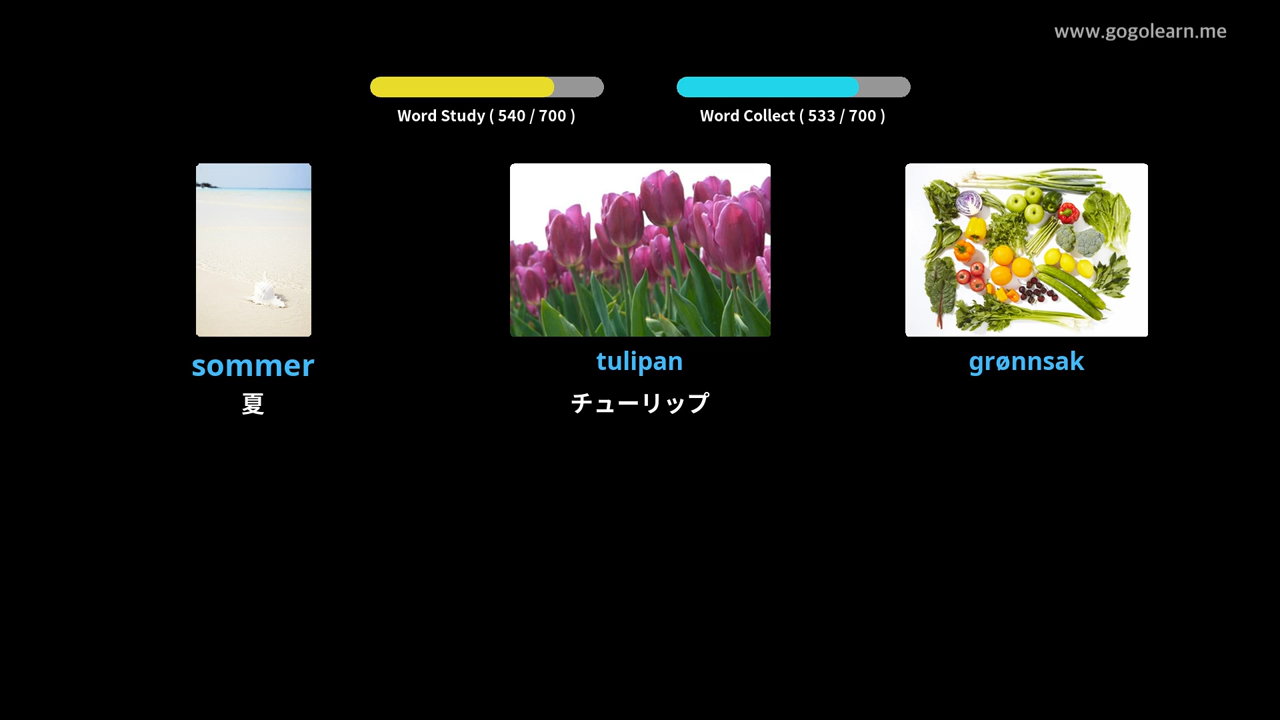 www.gogolearn.me
Word Study ( 540 / 700 )
Word Collect ( 533 / 700 )
sommer
夏
tulipan
チューリップ
grønnsak